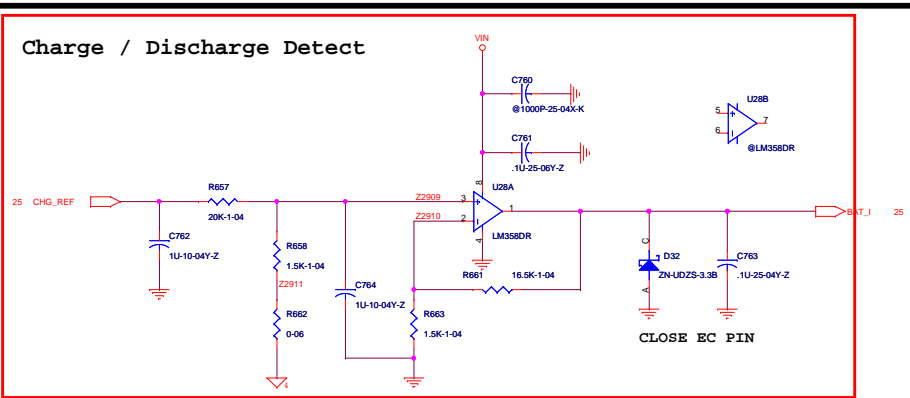 Charge / Discharge Detect
VIN
C760
@1000P-25-04X-K
C761
.1U-25-06Y-Z
U28B
5
6
7
@LM358DR
8
U28A
25 CHG_REF
R657
20K-1-04
Z2909
3
Z2910
2
1
4
LM358DR
BAT_I 25
C762
1U-10-04Y-Z
R658
1.5K-1-04
Z2911
R662
0-06
C764
1U-10-04Y-Z
R661
16.5K-1-04
R663
1.5K-1-04
C
D32
ZN-UDZS-3.3B
A
C763
.1U-25-04Y-Z
CLOSE EC PIN
4